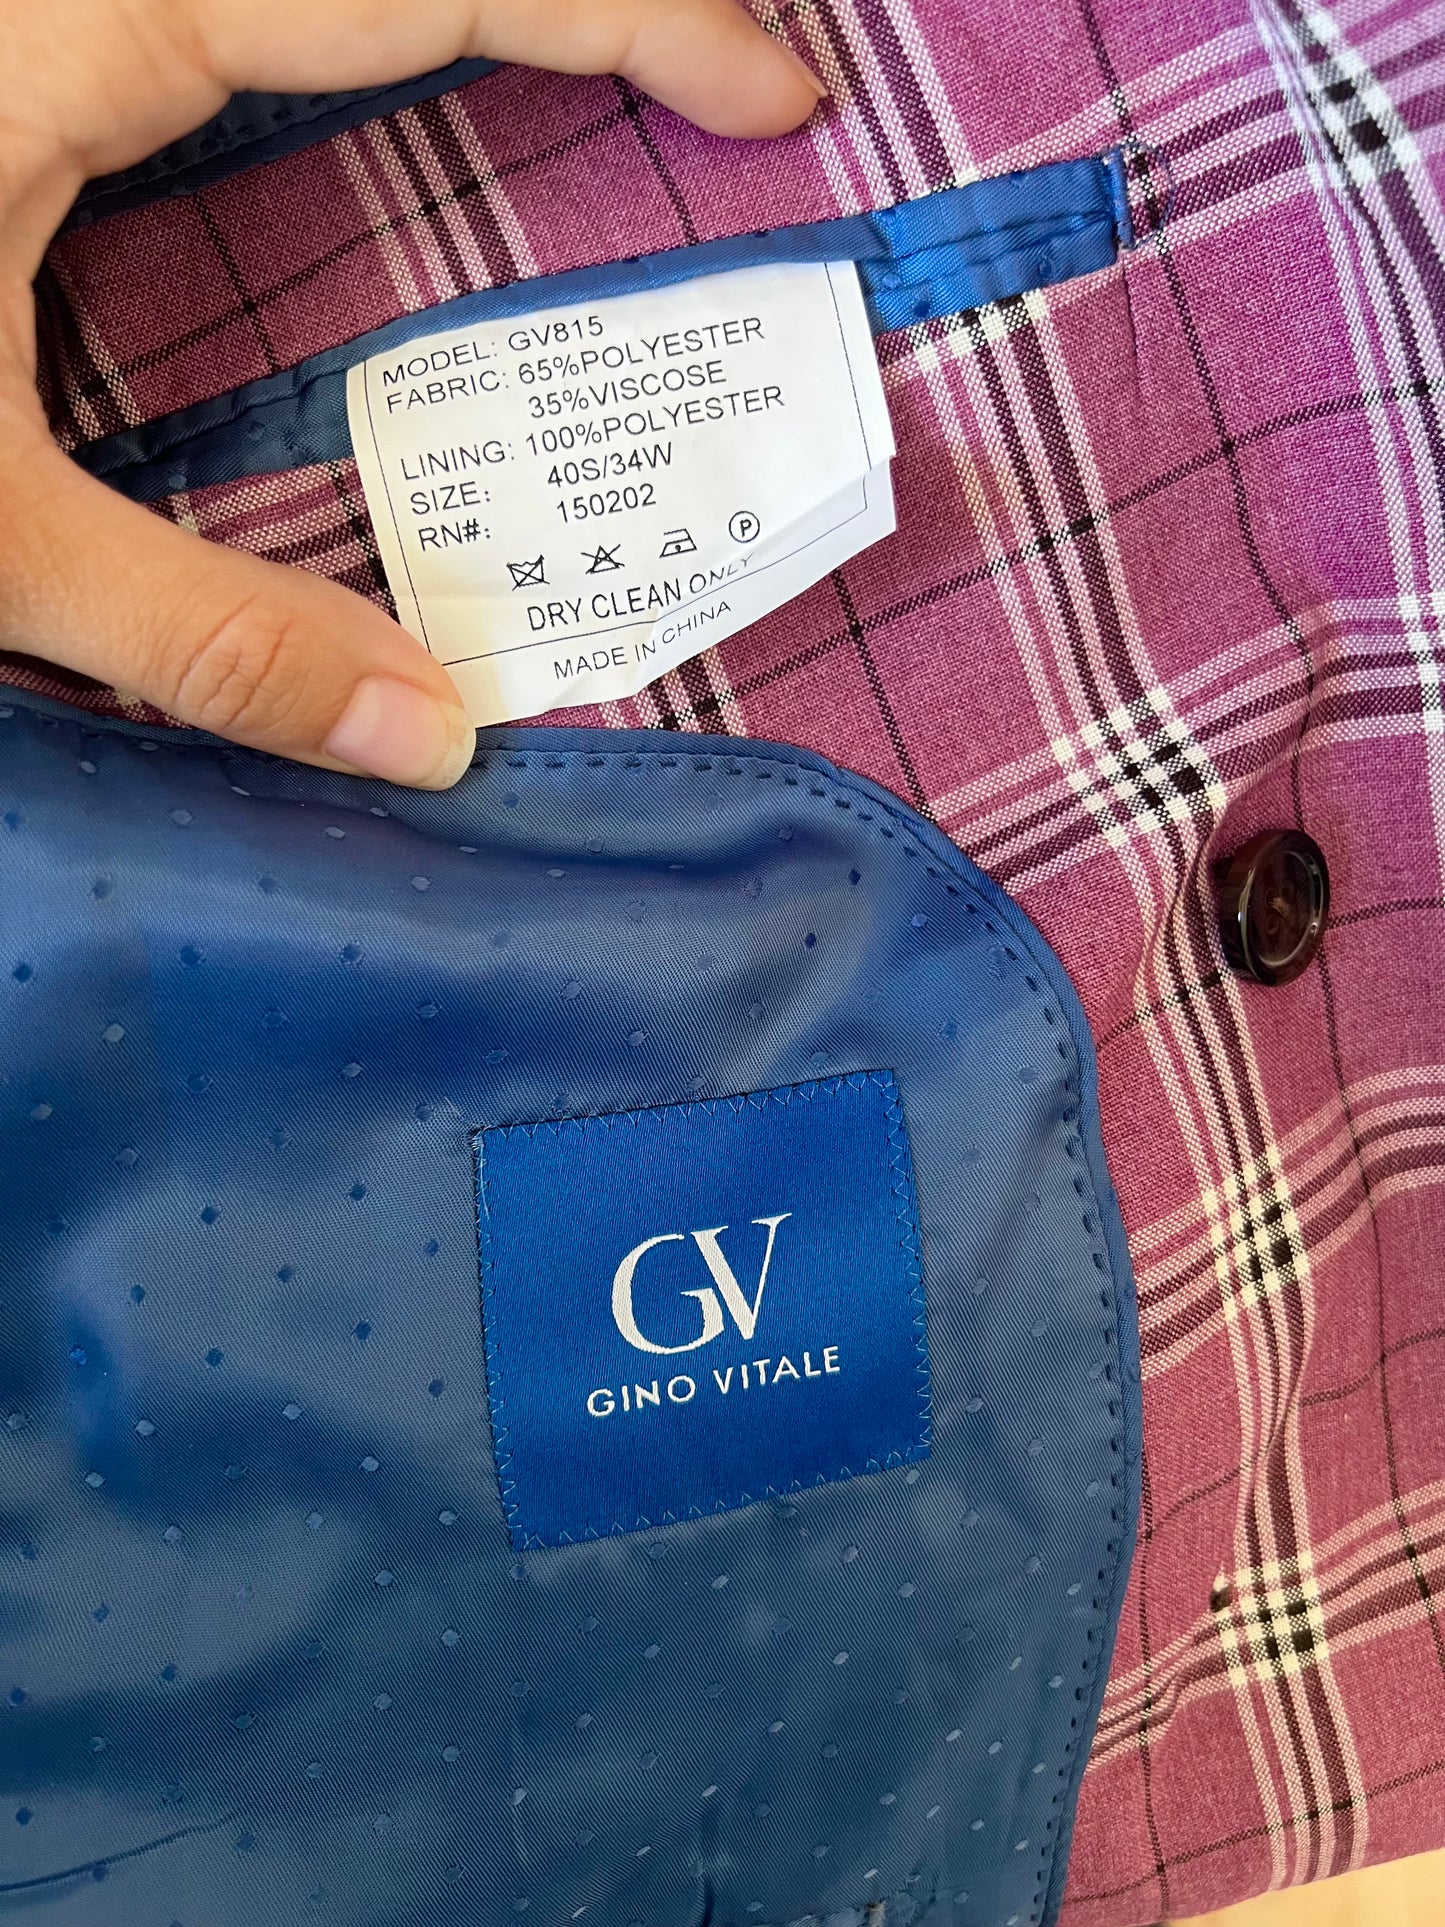 MODEL: GV815
FABRIC: 65%POLYESTER
35%VISCOSE
LINING: 100%POLYESTER
SIZE: 40S/34W
RN#: 150202
P
DRY CLEAN ONLY
MADE IN CHINA
GV
GINO VITALE